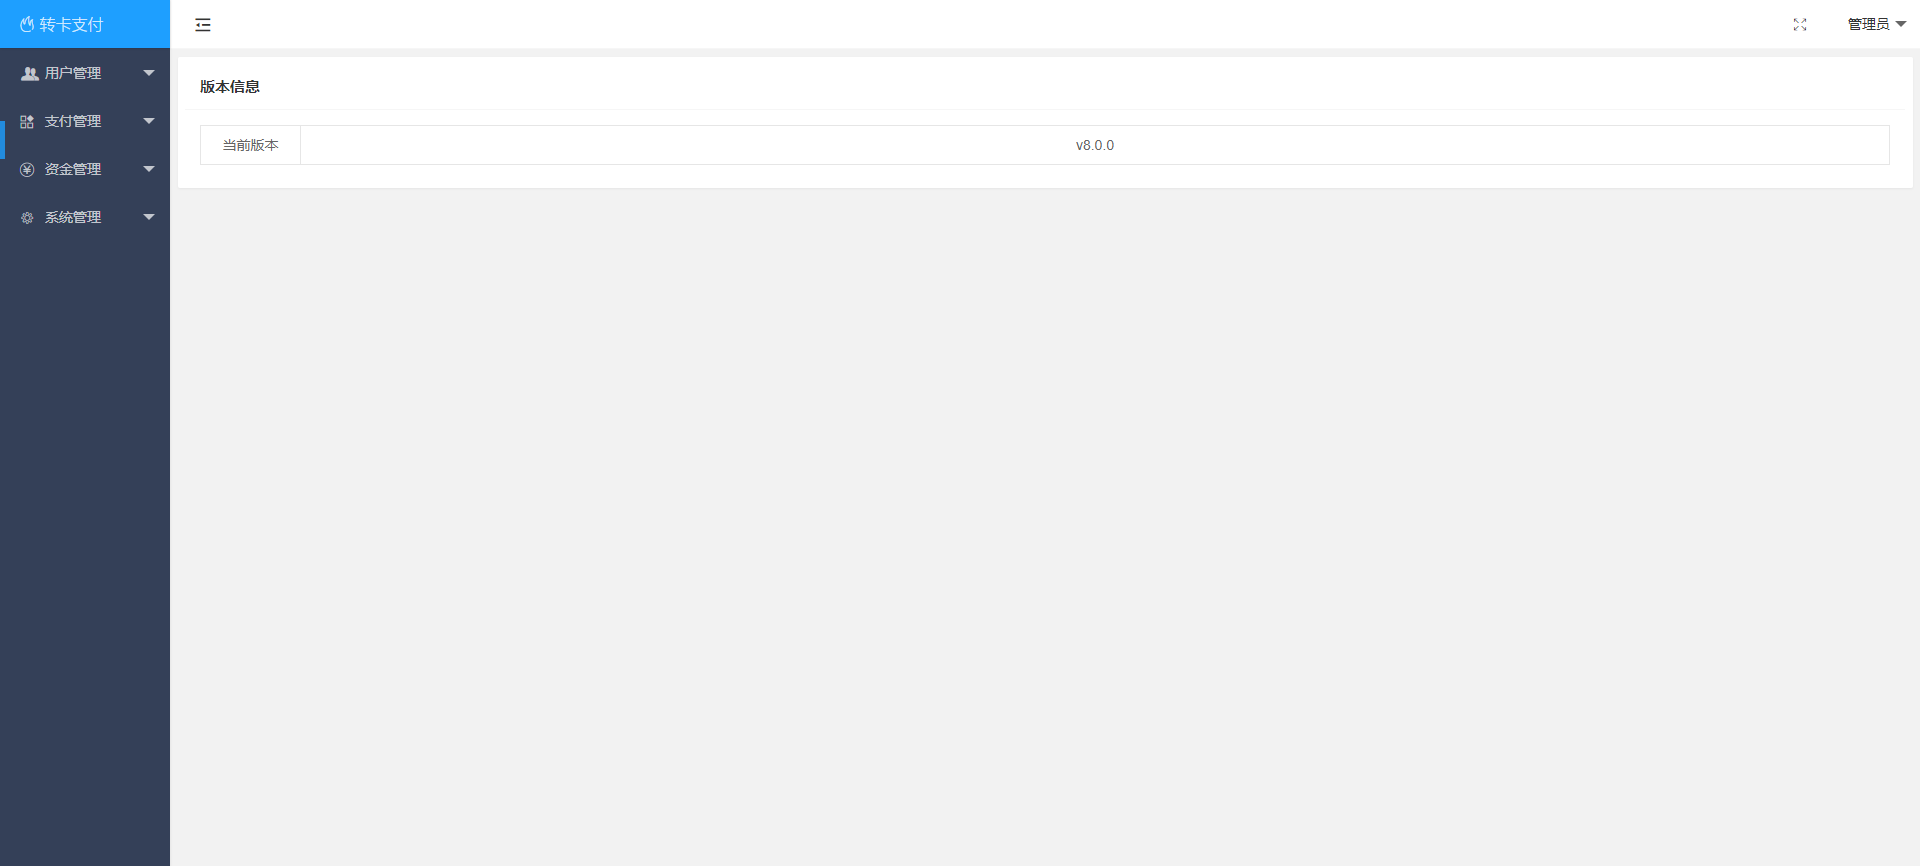 转卡支付
管理员
用户管理
支付管理
资金管理
系统管理
版本信息
当前版本 v8.0.0